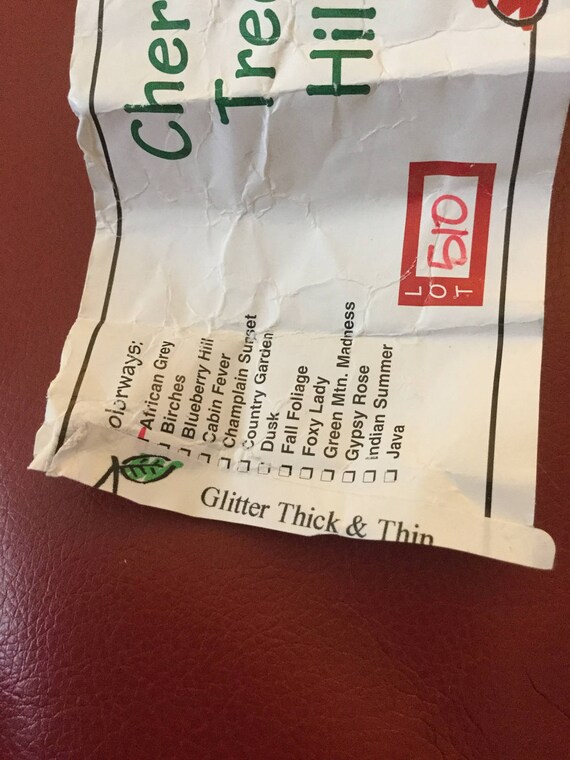 Cher
Tree
Hil
LOT
510
olorways:
African Grey
Birches
Blueberry Hill
Cabin Fever
Champlain Sunset
Country Garden
Dusk
Fall Foliage
Foxy Lady
Green Mtn. Madness
Gypsy Rose
Indian Summer
Java
Glitter Thick & Thin